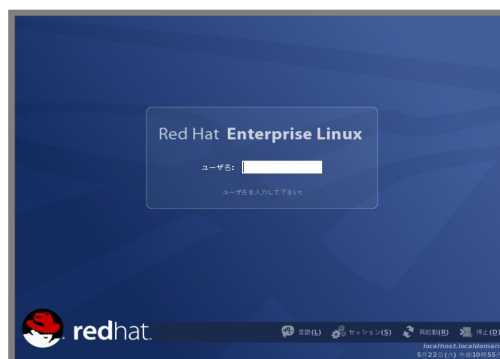 Red Hat Enterprise Linux
ユーザ名:
ユーザ名を入力して下さい:
redhat.
言語(L) セッション(S) 再起動(R) 停止(D)
localhost.localdomain
5月22日(火) 午前10時55